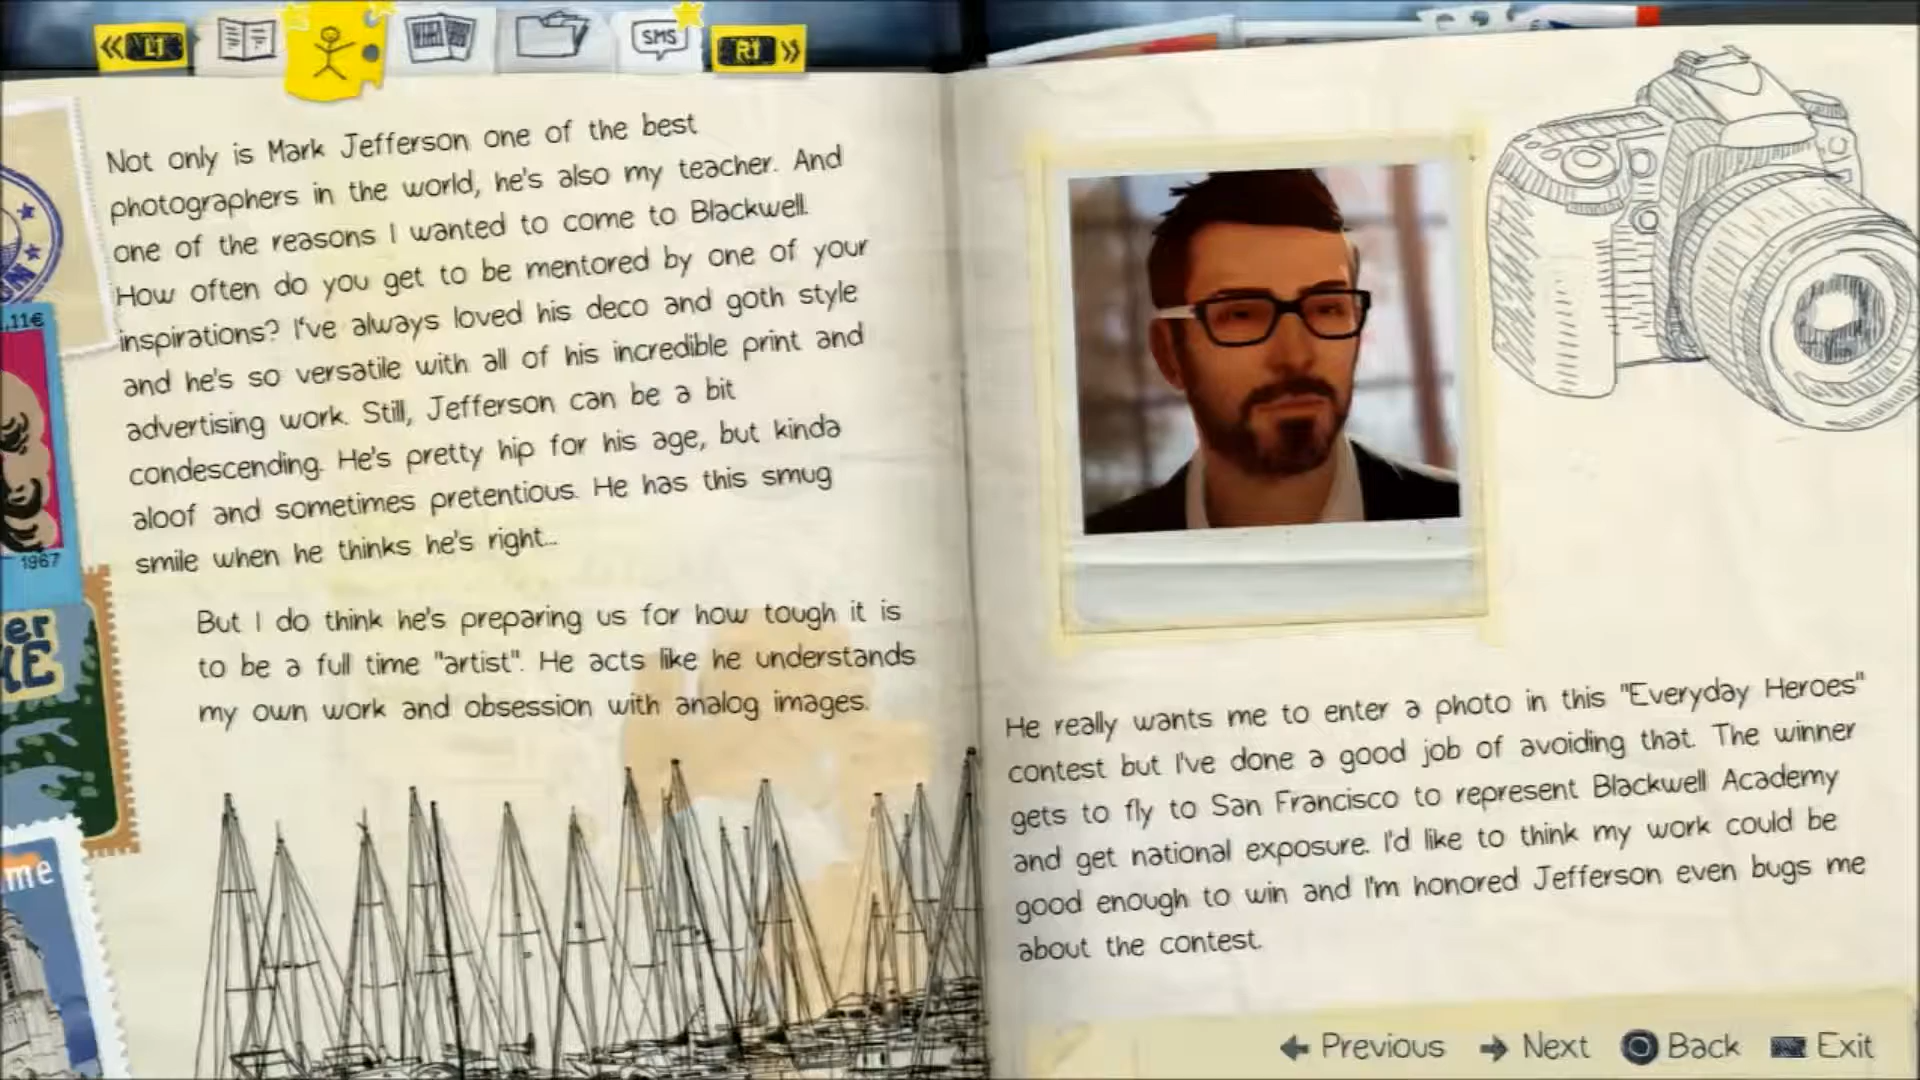 L1
SMS
R1
Not only is Mark Jefferson one of the best
photographers in the world, he's also my teacher. And
one of the reasons I wanted to come to Blackwell.
How often do you get to be mentored by one of your
inspirations? I've always loved his deco and goth style
and he's so versatile with all of his incredible print and
advertising work. Still, Jefferson can be a bit
condescending. He's pretty hip for his age, but kinda
aloof and sometimes pretentious. He has this smug
smile when he thinks he's right...
But I do think he's preparing us for how tough it is
to be a full time "artist". He acts like he understands
my own work and obsession with analog images.
,11€
1967
er
me
He really wants me to enter a photo in this "Everyday Heroes"
contest but I've done a good job of avoiding that. The winner
gets to fly to San Francisco to represent Blackwell Academy
and get national exposure. I'd like to think my work could be
good enough to win and I'm honored Jefferson even bugs me
about the contest.
Previous
Next
Back
Exit